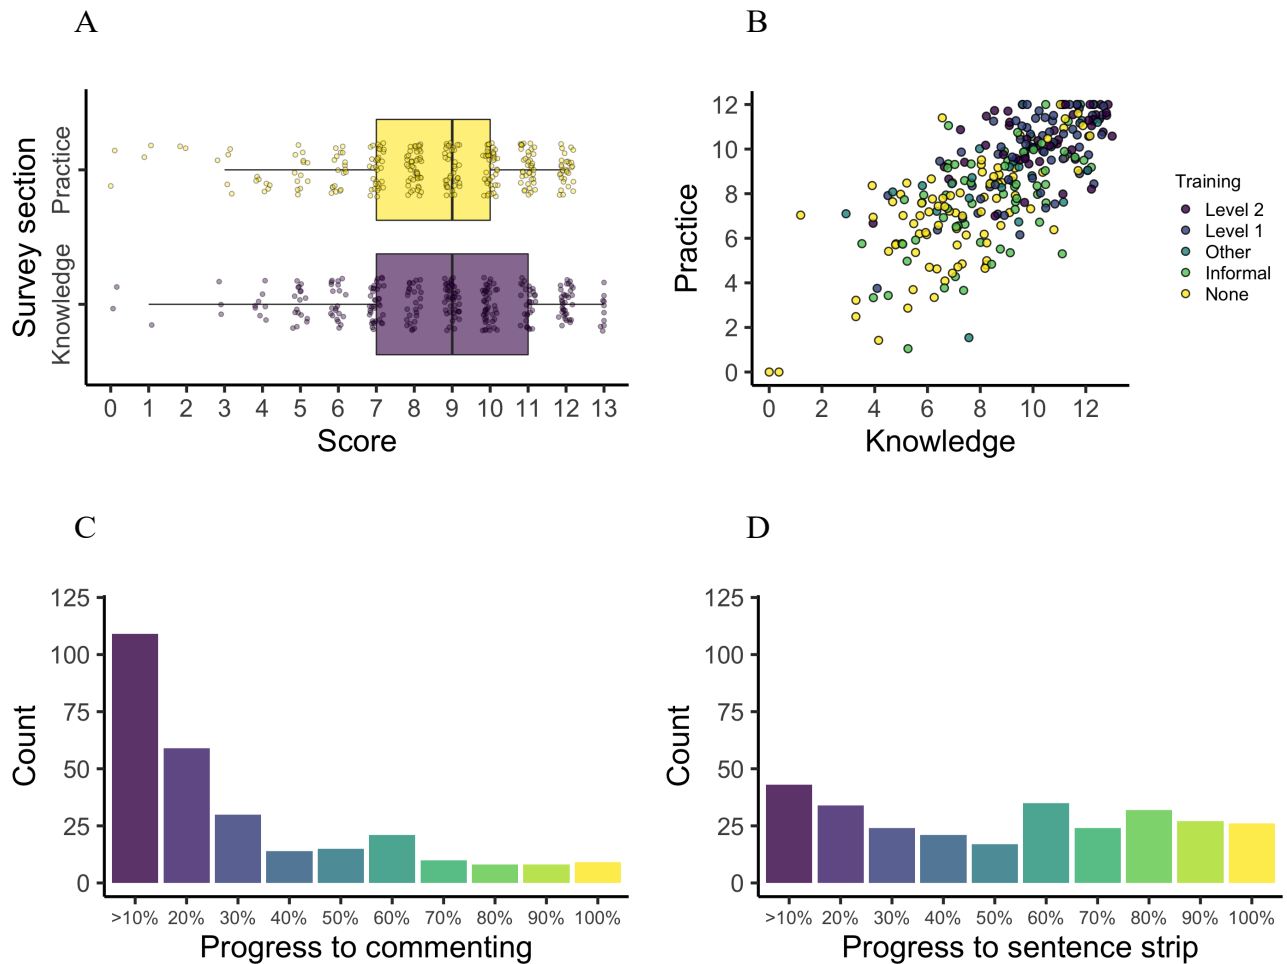 A
Survey section
Practice
Knowledge
0 1 2 3 4 5 6 7 8 9 10 11 12 13
Score
B
Practice
12
10
8
6
4
2
0
0 2 4 6 8 10 12
Knowledge
Training
Level 2
Level 1
Other
Informal
None
C
Count
125
100
75
50
25
0
>10% 20% 30% 40% 50% 60% 70% 80% 90% 100%
Progress to commenting
D
Count
125
100
75
50
25
0
>10% 20% 30% 40% 50% 60% 70% 80% 90% 100%
Progress to sentence strip